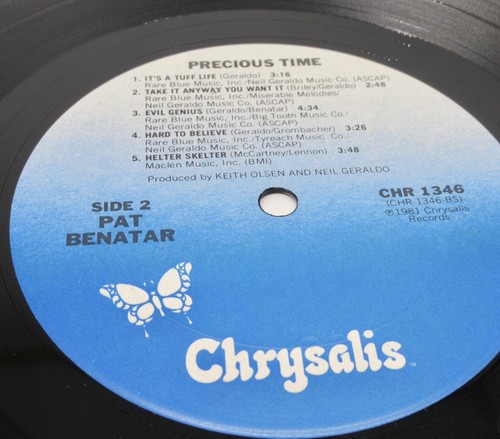 PRECIOUS TIME
1. IT'S A TUFF LIFE (Geraldo) 3:16
Rare Blue Music, Inc./Neil Geraldo Music Co. (ASCAP)
2. TAKE IT ANYWAY YOU WANT IT (Briley/Geraldo) 2:46
Rare Blue Music, Inc./Miserable Melodies/
Neil Geraldo Music Co. (ASCAP)
3. EVIL GENIUS (Geraldo/Benatar) 4:34
Rare Blue Music, Inc./Big Tooth Music Co./
Neil Geraldo Music Co. (ASCAP)
4. HARD TO BELIEVE (Geraldo/Grombacher) 3:26
Rare Blue Music, Inc./Tyreach Music Co./
Neil Geraldo Music Co. (ASCAP)
5. HELTER SKELTER (McCartney/Lennon) 3:48
Maclen Music, Inc. (BMI)
Produced by KEITH OLSEN AND NEIL GERALDO
SIDE 2
PAT
BENATAR
CHR 1346
(CHR-1346-BS)
℗1981 Chrysalis
Records
Chrysalis